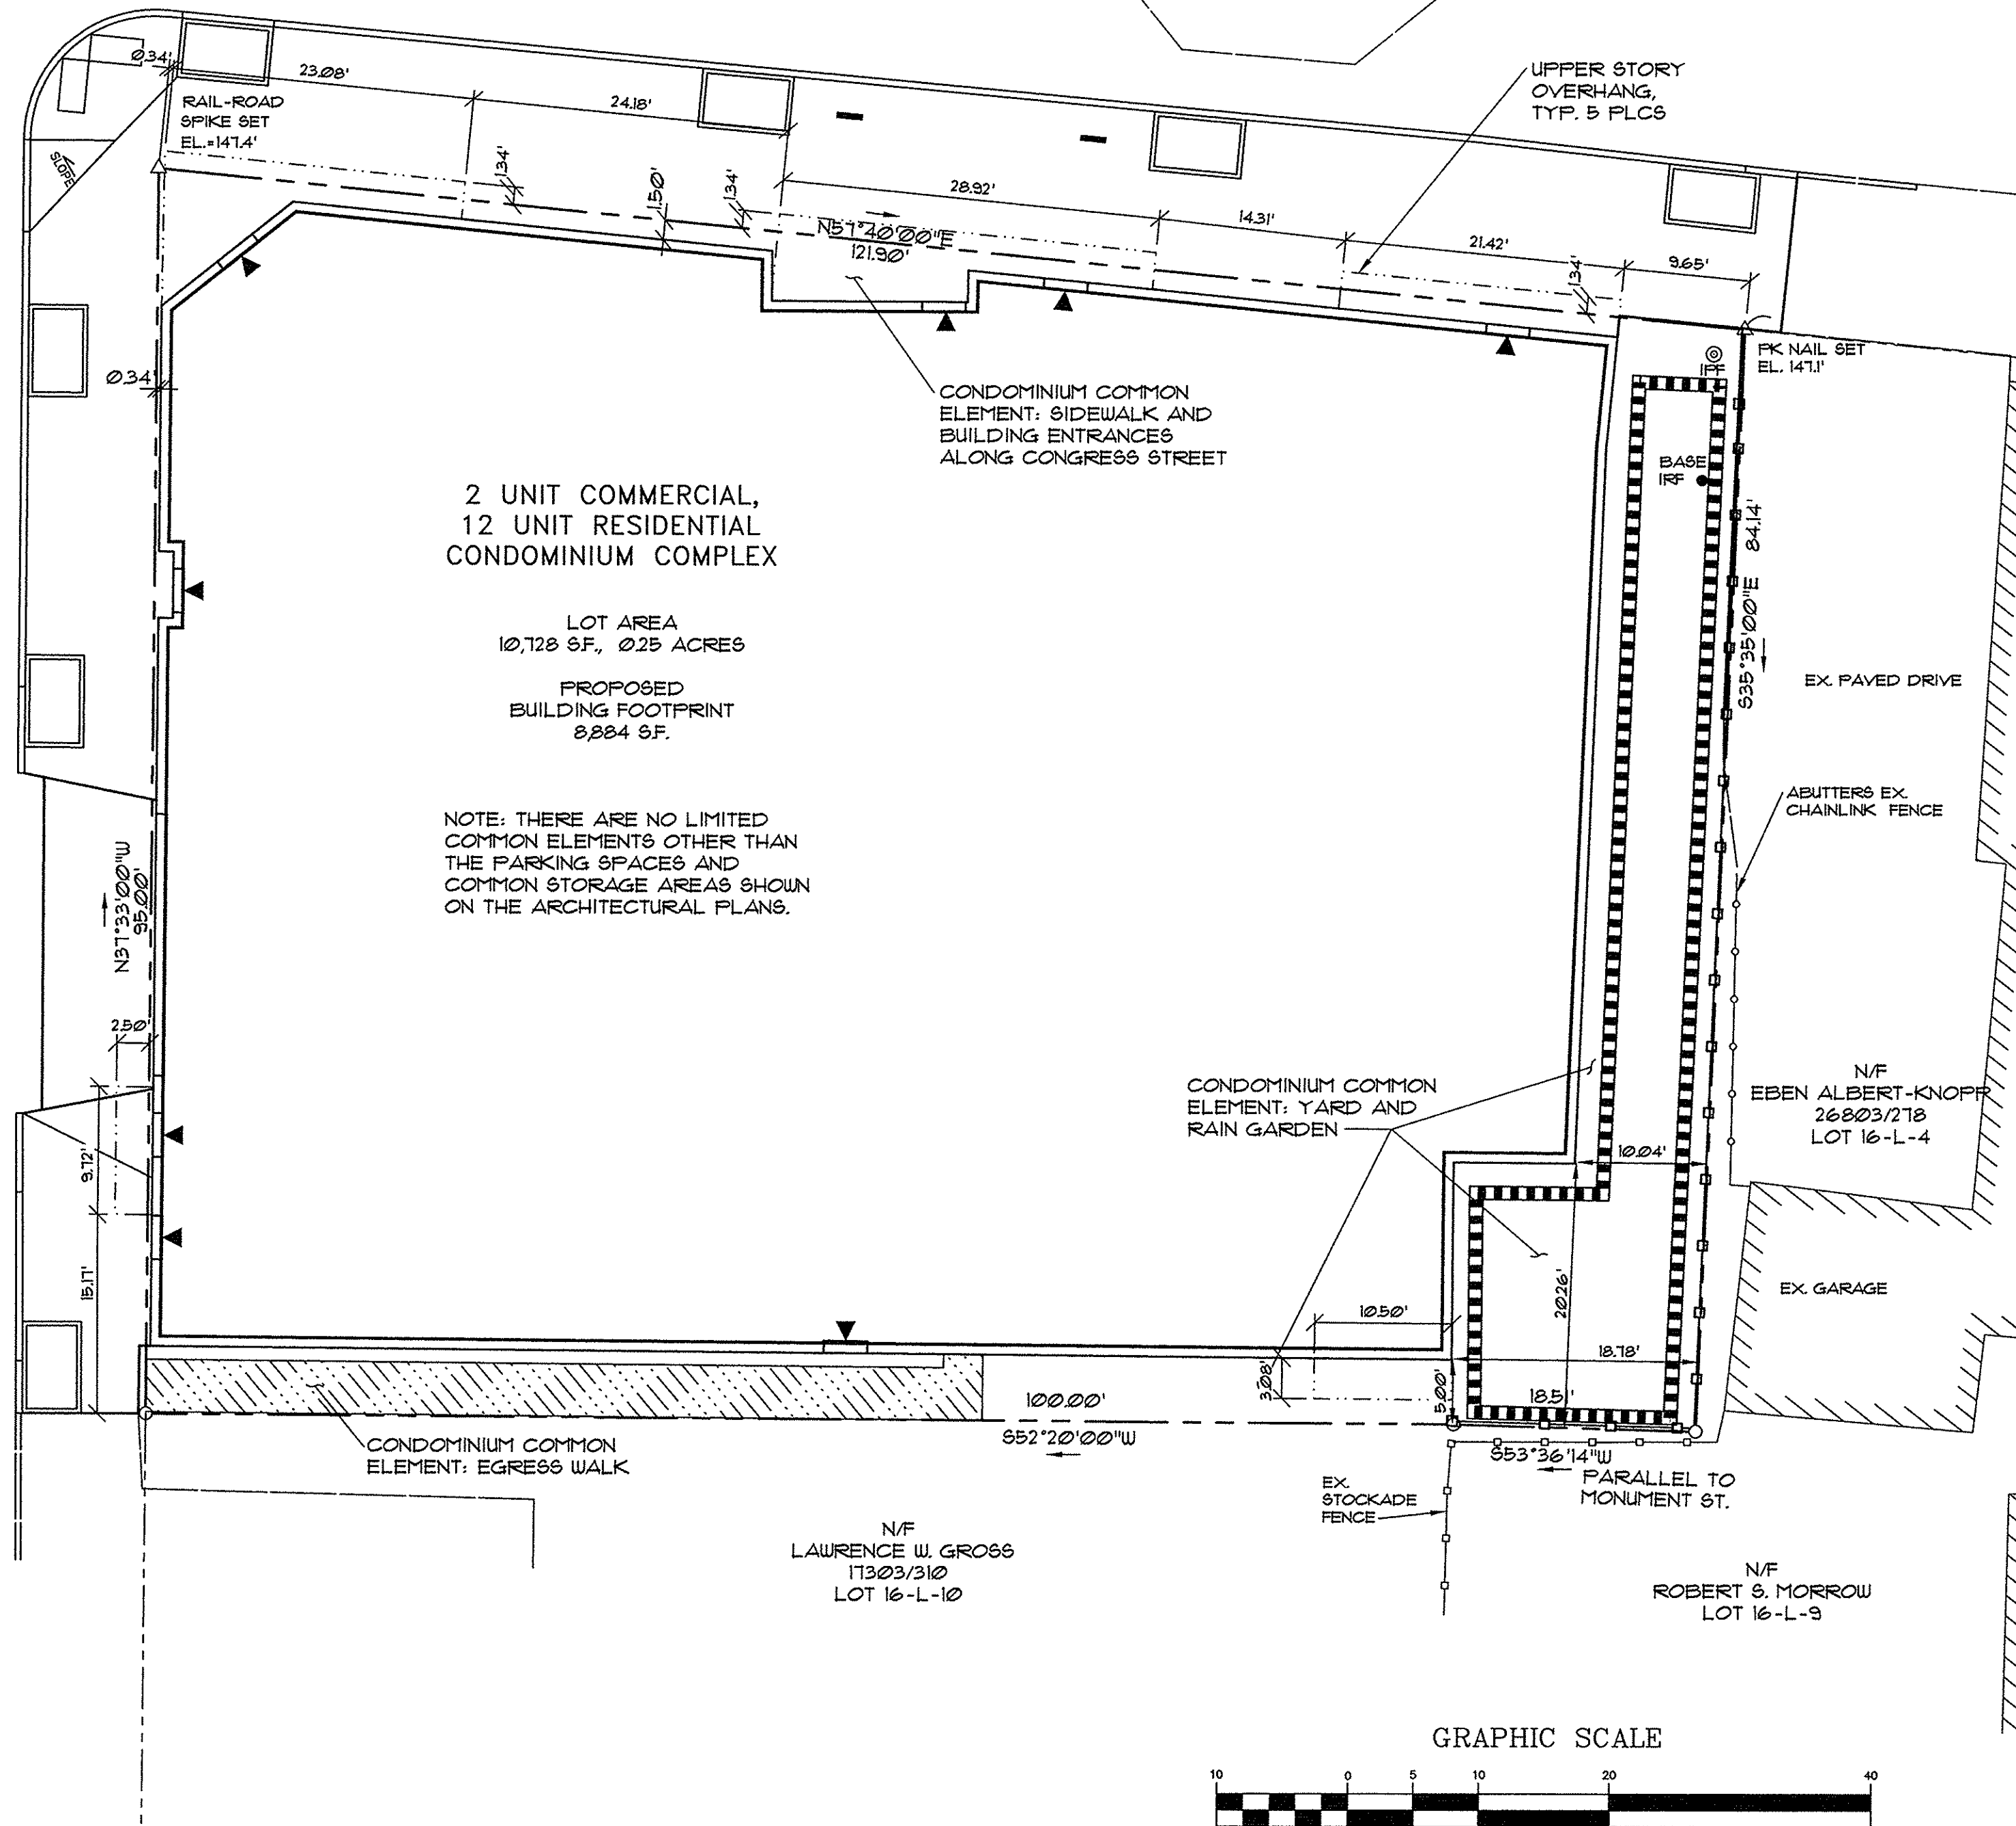 0.34'
23.08'
RAIL-ROAD
SPIKE SET
EL.=147.4'
SLOPE
24.18'
UPPER STORY
OVERHANG,
TYP. 5 PLCS
1.34'
1.50'
1.34'
28.92'
N57°40'00"E
121.90'
14.31'
21.42'
1.34'
9.65'
PK NAIL SET
EL. 147.1'
IPF
0.34'
CONDOMINIUM COMMON
ELEMENT: SIDEWALK AND
BUILDING ENTRANCES
ALONG CONGRESS STREET
BASE
2 UNIT COMMERCIAL,
12 UNIT RESIDENTIAL
CONDOMINIUM COMPLEX
LOT AREA
10,728 S.F., 0.25 ACRES
PROPOSED
BUILDING FOOTPRINT
8,884 S.F.
S35°35'00"E 84.14'
EX. PAVED DRIVE
ABUTTERS EX.
CHAINLINK FENCE
NOTE: THERE ARE NO LIMITED
COMMON ELEMENTS OTHER THAN
THE PARKING SPACES AND
COMMON STORAGE AREAS SHOWN
ON THE ARCHITECTURAL PLANS.
N37°33'00"W
95.00'
2.50'
9.72'
15.17'
CONDOMINIUM COMMON
ELEMENT: YARD AND
RAIN GARDEN
N/F
EBEN ALBERT-KNOPP
26803/278
LOT 16-L-4
10.04'
20.26'
EX. GARAGE
10.50'
3.08'
5.00'
18.78'
18.51'
100.00'
S52°20'00"W
S53°36'14"W
PARALLEL TO
MONUMENT ST.
CONDOMINIUM COMMON
ELEMENT: EGRESS WALK
EX.
STOCKADE
FENCE
N/F
LAWRENCE W. GROSS
17303/310
LOT 16-L-10
N/F
ROBERT S. MORROW
LOT 16-L-9
GRAPHIC SCALE
10 0 5 10 20 40